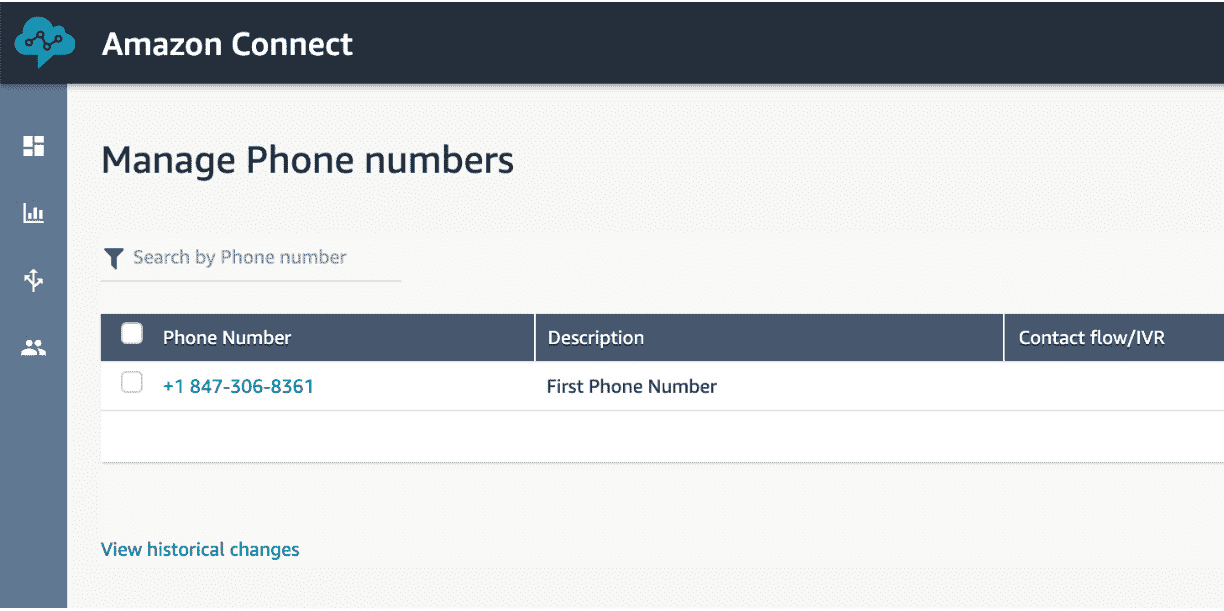 Amazon Connect
Manage Phone numbers
Search by Phone number
Phone Number Description Contact flow/IVR
+1 847-306-8361 First Phone Number
View historical changes